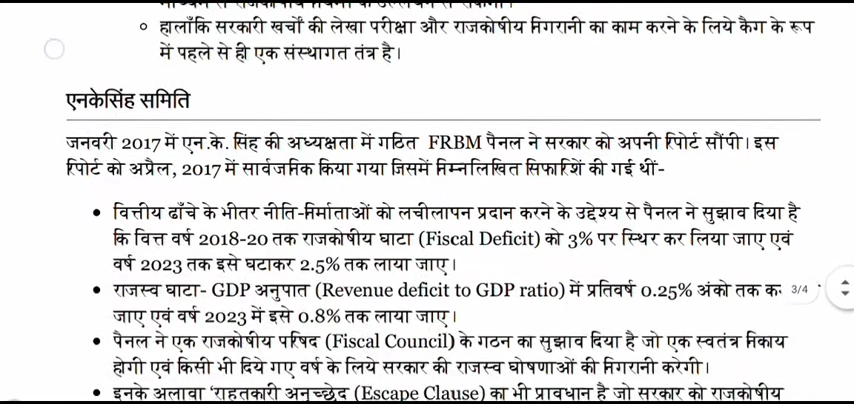 ○ हालाँकि सरकारी खर्चों की लेखा परीक्षा और राजकोषीय निगरानी का काम करने के लिये कैग के रूप
में पहले से ही एक संस्थागत तंत्र है।
एनकेसिंह समिति
जनवरी 2017 में एन.के. सिंह की अध्यक्षता में गठित FRBM पैनल ने सरकार को अपनी रिपोर्ट सौंपी। इस
रिपोर्ट को अप्रैल, 2017 में सार्वजनिक किया गया जिसमें निम्नलिखित सिफारिशें की गई थीं-
• वित्तीय ढाँचे के भीतर नीति-निर्माताओं को लचीलापन प्रदान करने के उद्देश्य से पैनल ने सुझाव दिया है
कि वित्त वर्ष 2018-20 तक राजकोषीय घाटा (Fiscal Deficit) को 3% पर स्थिर कर लिया जाए एवं
वर्ष 2023 तक इसे घटाकर 2.5% तक लाया जाए।
• राजस्व घाटा- GDP अनुपात (Revenue deficit to GDP ratio) में प्रतिवर्ष 0.25% अंको तक 3/4
जाए एवं वर्ष 2023 में इसे 0.8% तक लाया जाए।
• पैनल ने एक राजकोषीय परिषद (Fiscal Council) के गठन का सुझाव दिया है जो एक स्वतंत्र निकाय
होगी एवं किसी भी दिये गए वर्ष के लिये सरकार की राजस्व घोषणाओं की निगरानी करेगी।
• इनके अलावा 'राहतकारी अनुच्छेद (Escape Clause) का भी प्रावधान है जो सरकार को राजकोषीय